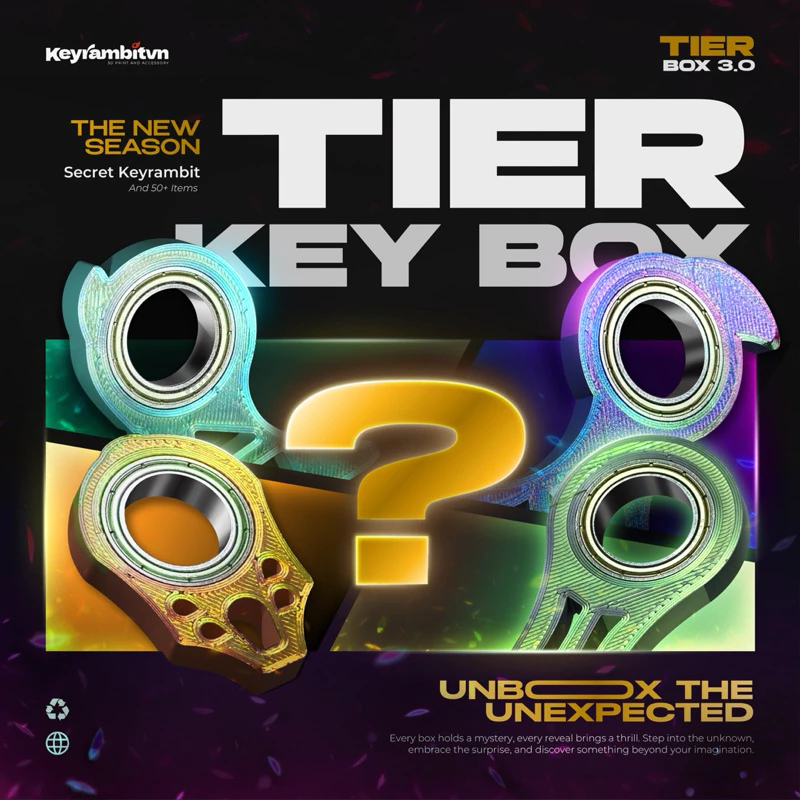 Keyrambitvn
3D PRINT AND ACCESSORY
TIER
BOX 3.0
THE NEW
SEASON
Secret Keyrambit
And 50+ Items
TIER
KEY BOX
?
UNBOX THE
UNEXPECTED
Every box holds a mystery, every reveal brings a thrill. Step into the unknown,
embrace the surprise, and discover something beyond your imagination.